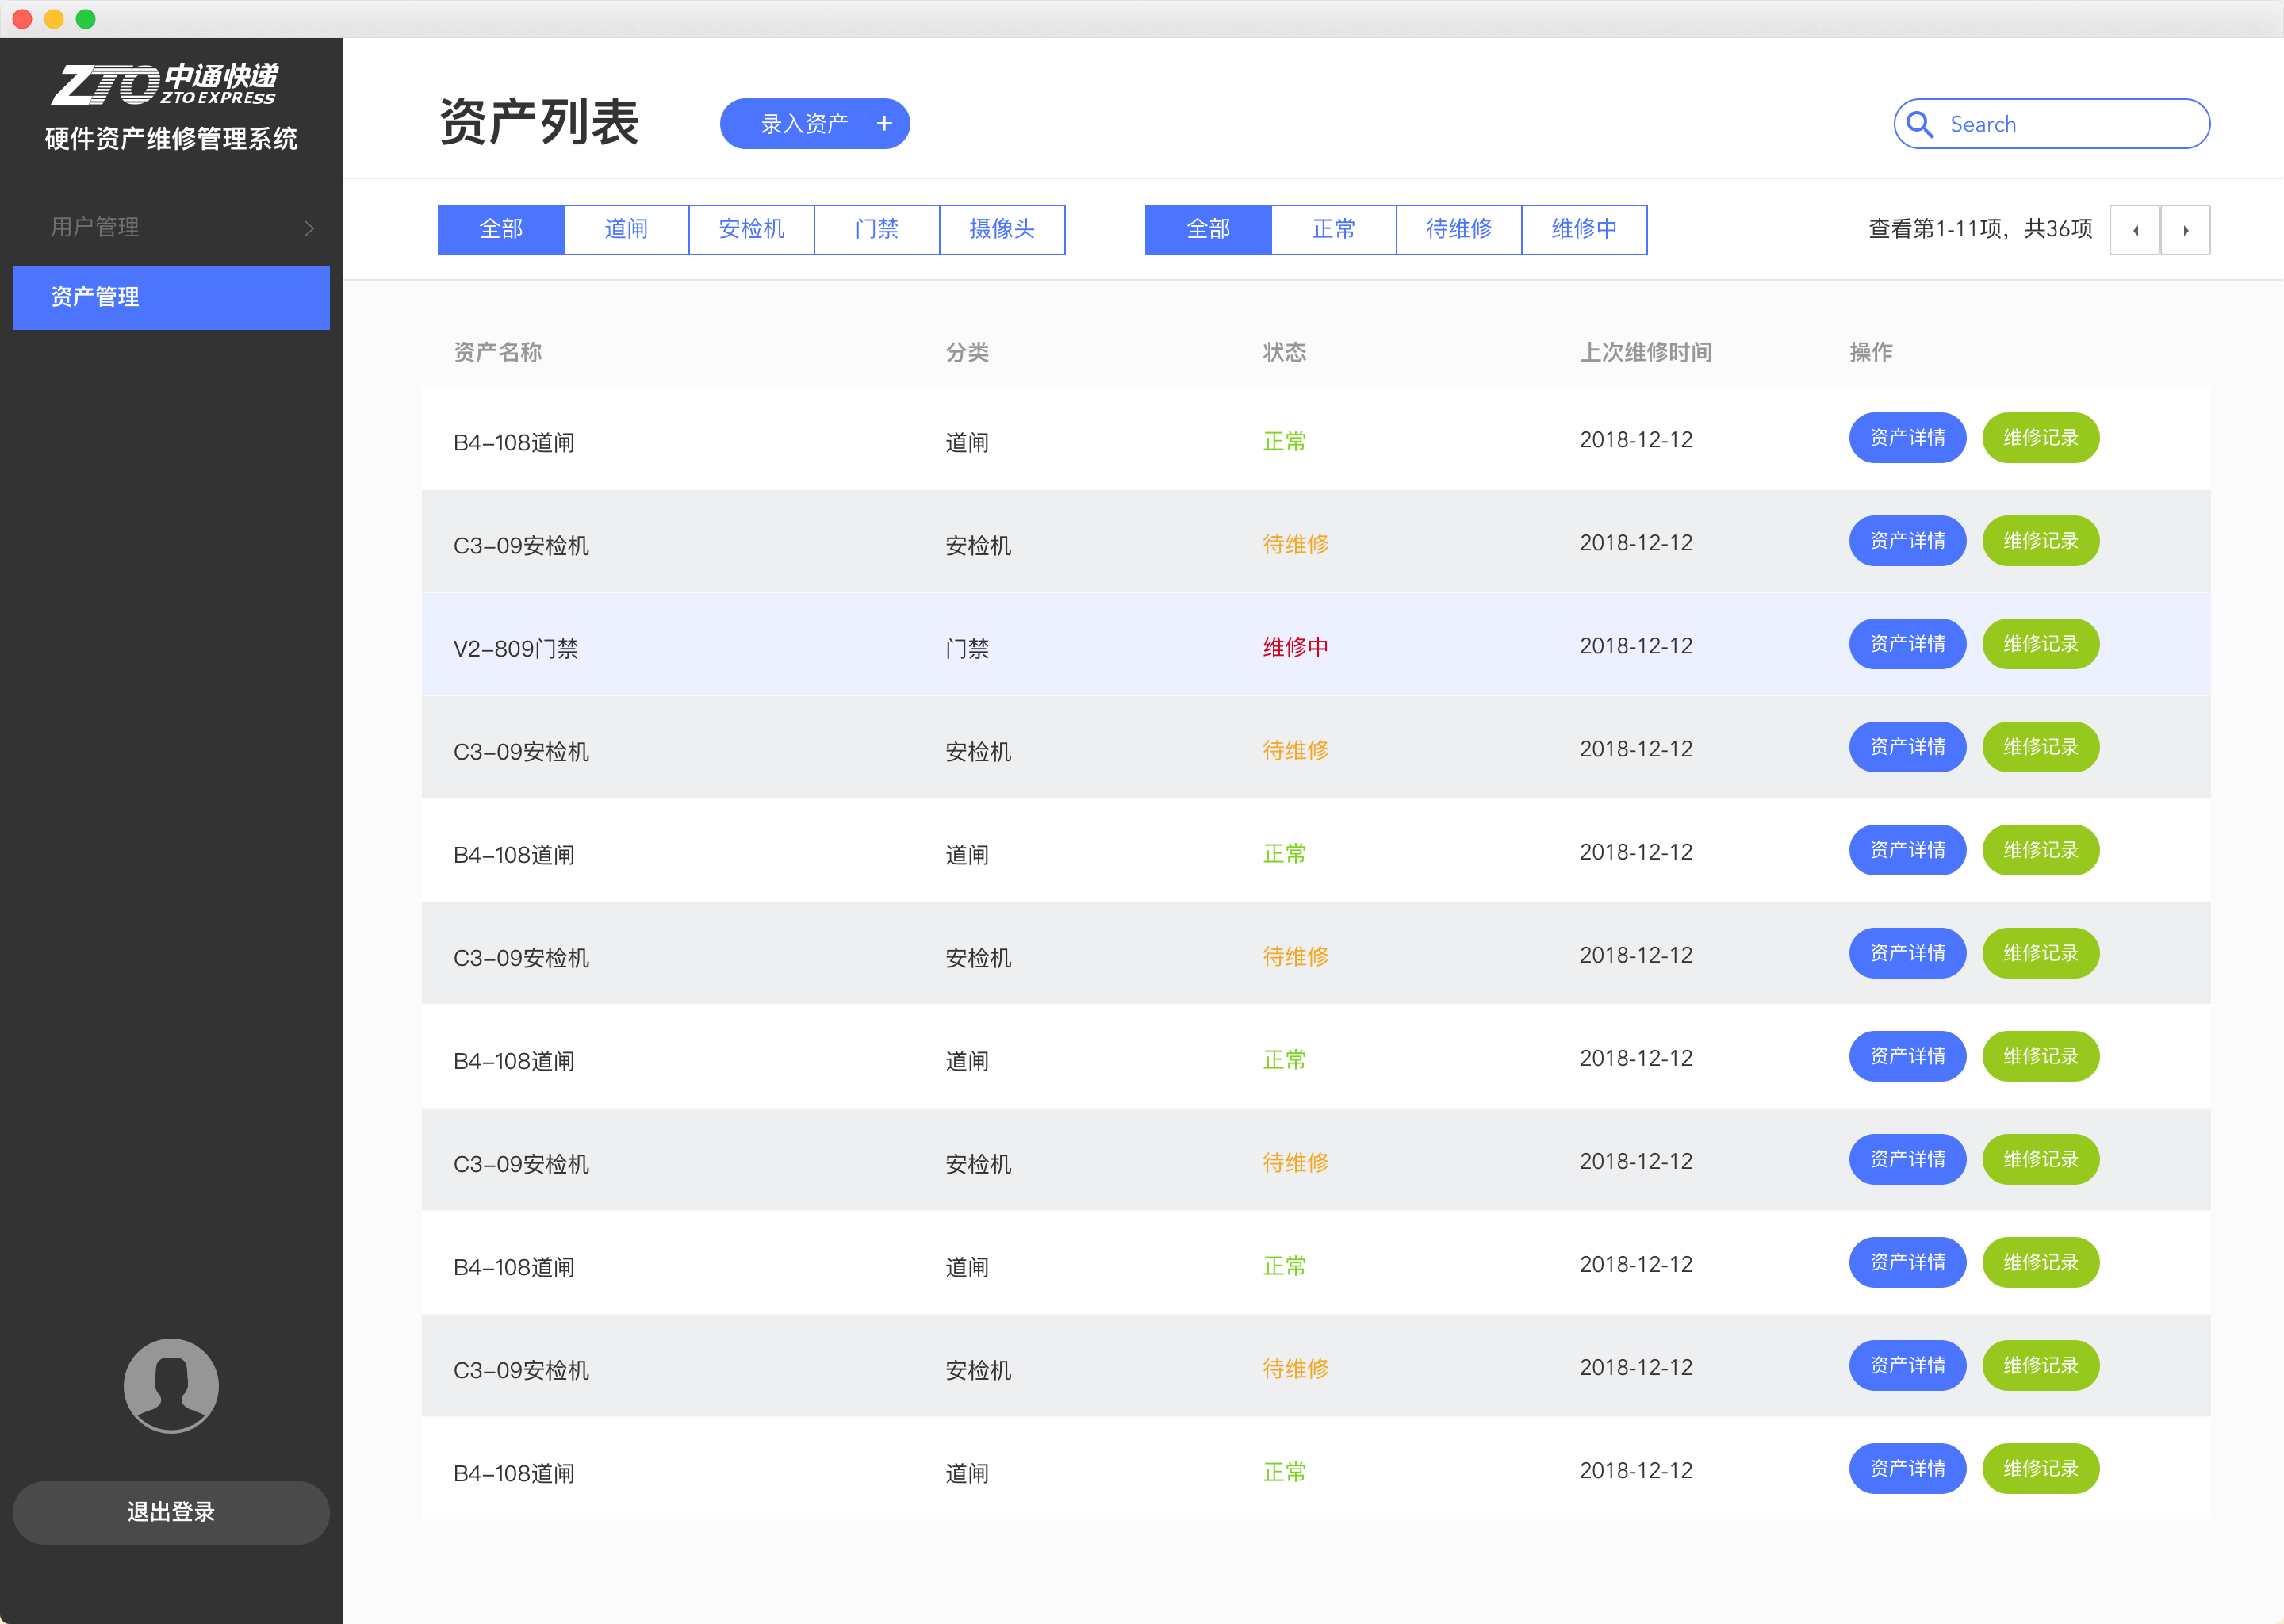 ZTO 中通快递
ZTO EXPRESS
硬件资产维修管理系统
用户管理
资产管理
退出登录
资产列表 录入资产 + Search
全部 道闸 安检机 门禁 摄像头 全部 正常 待维修 维修中 查看第1-11项，共36项
资产名称 分类 状态 上次维修时间 操作
B4-108道闸 道闸 正常 2018-12-12 资产详情 维修记录
C3-09安检机 安检机 待维修 2018-12-12 资产详情 维修记录
V2-809门禁 门禁 维修中 2018-12-12 资产详情 维修记录
C3-09安检机 安检机 待维修 2018-12-12 资产详情 维修记录
B4-108道闸 道闸 正常 2018-12-12 资产详情 维修记录
C3-09安检机 安检机 待维修 2018-12-12 资产详情 维修记录
B4-108道闸 道闸 正常 2018-12-12 资产详情 维修记录
C3-09安检机 安检机 待维修 2018-12-12 资产详情 维修记录
B4-108道闸 道闸 正常 2018-12-12 资产详情 维修记录
C3-09安检机 安检机 待维修 2018-12-12 资产详情 维修记录
B4-108道闸 道闸 正常 2018-12-12 资产详情 维修记录